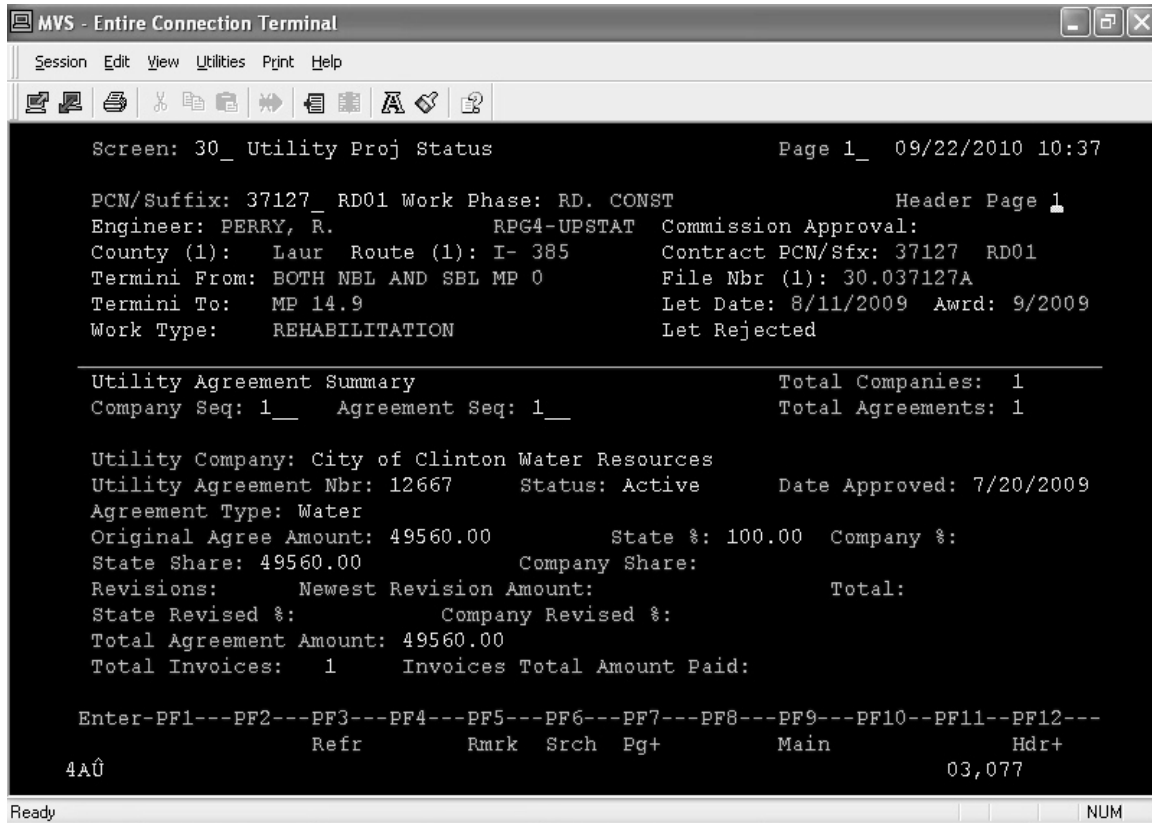 MVS - Entire Connection Terminal
Session Edit View Utilities Print Help
Screen: 30_ Utility Proj Status Page 1_ 09/22/2010 10:37
PCN/Suffix: 37127_ RD01 Work Phase: RD. CONST Header Page 1
Engineer: PERRY, R. RPG4-UPSTAT Commission Approval:
County (1): Laur Route (1): I- 385 Contract PCN/Sfx: 37127 RD01
Termini From: BOTH NBL AND SBL MP 0 File Nbr (1): 30.037127A
Termini To: MP 14.9 Let Date: 8/11/2009 Awrd: 9/2009
Work Type: REHABILITATION Let Rejected
Utility Agreement Summary Total Companies: 1
Company Seq: 1__ Agreement Seq: 1__ Total Agreements: 1
Utility Company: City of Clinton Water Resources
Utility Agreement Nbr: 12667 Status: Active Date Approved: 7/20/2009
Agreement Type: Water
Original Agree Amount: 49560.00 State %: 100.00 Company %:
State Share: 49560.00 Company Share:
Revisions: Newest Revision Amount: Total:
State Revised %: Company Revised %:
Total Agreement Amount: 49560.00
Total Invoices: 1 Invoices Total Amount Paid:
Enter-PF1---PF2---PF3---PF4---PF5---PF6---PF7---PF8---PF9---PF10--PF11--PF12---
Refr Rmrk Srch Pg+ Main Hdr+
4AÛ 03,077
Ready NUM